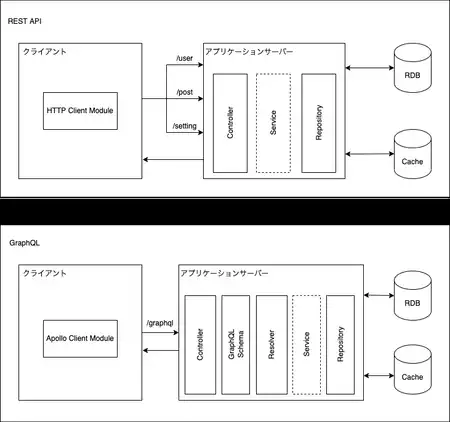 REST API
クライアント
アプリケーションサーバー
HTTP Client Module
/user
/post
/setting
Controller
Service
Repository
RDB
Cache
GraphQL
クライアント
アプリケーションサーバー
Apollo Client Module
/graphql
Controller
GraphQL
Schema
Resolver
Service
Repository
RDB
Cache